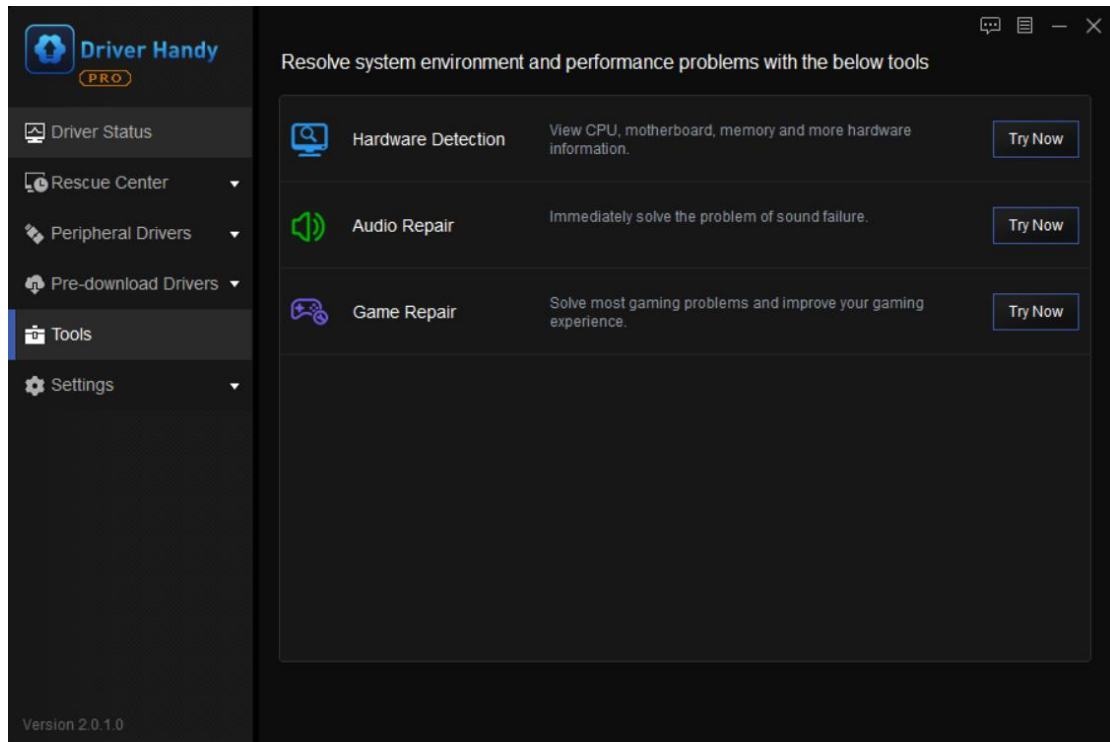 Driver Handy
PRO
Resolve system environment and performance problems with the below tools
Driver Status
Rescue Center
Peripheral Drivers
Pre-download Drivers
Tools
Settings
Hardware Detection
View CPU, motherboard, memory and more hardware
information.
Try Now
Audio Repair
Immediately solve the problem of sound failure.
Try Now
Game Repair
Solve most gaming problems and improve your gaming
experience.
Try Now
Version 2.0.1.0